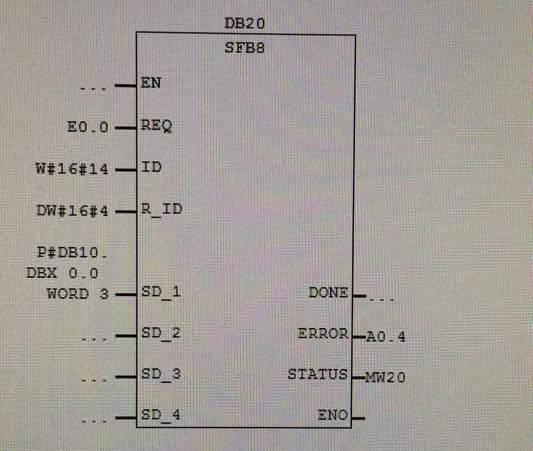 DB20
SFB8
... EN
E0.0 REQ
W#16#14 ID
DW#16#4 R_ID
P#DB10.
DBX 0.0
WORD 3 SD_1 DONE ...
... SD_2 ERROR A0.4
... SD_3 STATUS MW20
... SD_4 ENO